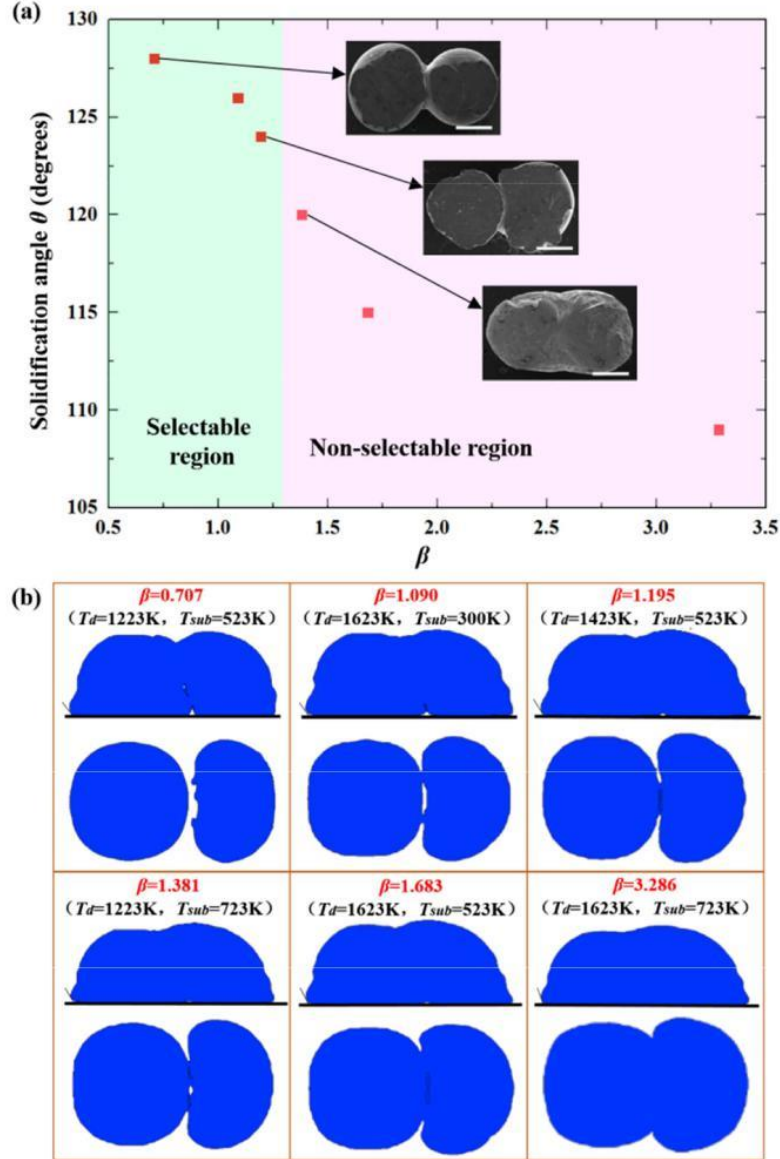 (a)
130
125
120
115
110
105
Solidification angle θ (degrees)
Selectable
region
Non-selectable region
0.5 1.0 1.5 2.0 2.5 3.0 3.5
β
(b)
β=0.707 β=1.090 β=1.195
（Td=1223K， Tsub=523K） （Td=1623K， Tsub=300K） （Td=1423K， Tsub=523K）
β=1.381 β=1.683 β=3.286
（Td=1223K， Tsub=723K） （Td=1623K， Tsub=523K） （Td=1623K， Tsub=723K）